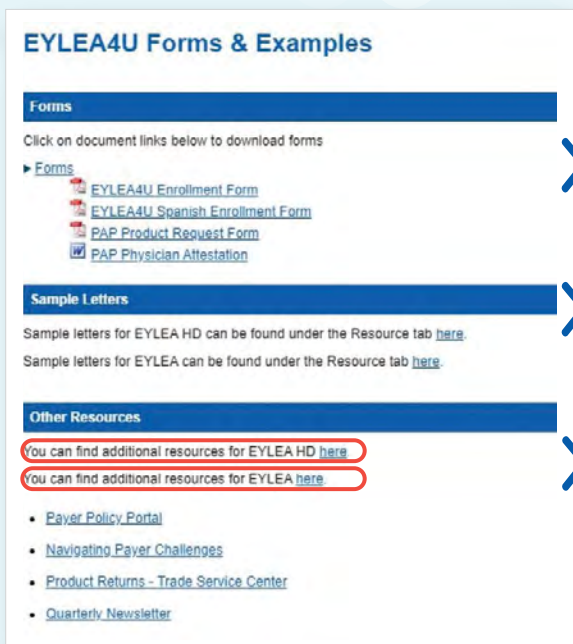 EYLEA4U Forms & Examples
Forms
Click on document links below to download forms
Forms
EYLEA4U Enrollment Form
EYLEA4U Spanish Enrollment Form
PAP Product Request Form
PAP Physician Attestation
Sample Letters
Sample letters for EYLEA HD can be found under the Resource tab here.
Sample letters for EYLEA can be found under the Resource tab here.
Other Resources
You can find additional resources for EYLEA HD here.
You can find additional resources for EYLEA here.
• Payer Policy Portal
• Navigating Payer Challenges
• Product Returns - Trade Service Center
• Quarterly Newsletter